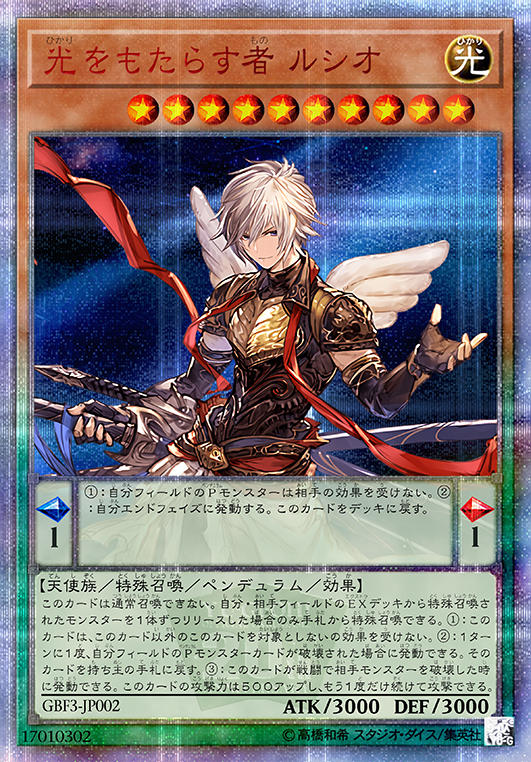 光をもたらす者 ルシオ
光
①:自分フィールドのPモンスターは相手の効果を受けない。②
:自分エンドフェイズに発動する。このカードをデッキに戻す。
1
1
【天使族/特殊召喚/ペンデュラム/効果】
このカードは通常召喚できない。自分・相手フィールドのEXデッキから特殊召喚さ
れたモンスターを1体ずつリリースした場合のみ手札から特殊召喚できる。①:この
カードは、このカード以外のこのカードを対象としないの効果を受けない。②:1ター
ンに1度、自分フィールドのPモンスターカードが破壊された場合に発動できる。その
カードを持ち主の手札に戻す。③:このカードが戦闘で相手モンスターを破壊した時
に発動できる。このカードの攻撃力は500アップし、もう1度だけ続けて攻撃できる。
GBF3-JP002
ATK/3000 DEF/3000
17010302
©高橋和希 スタジオ・ダイス/集英社